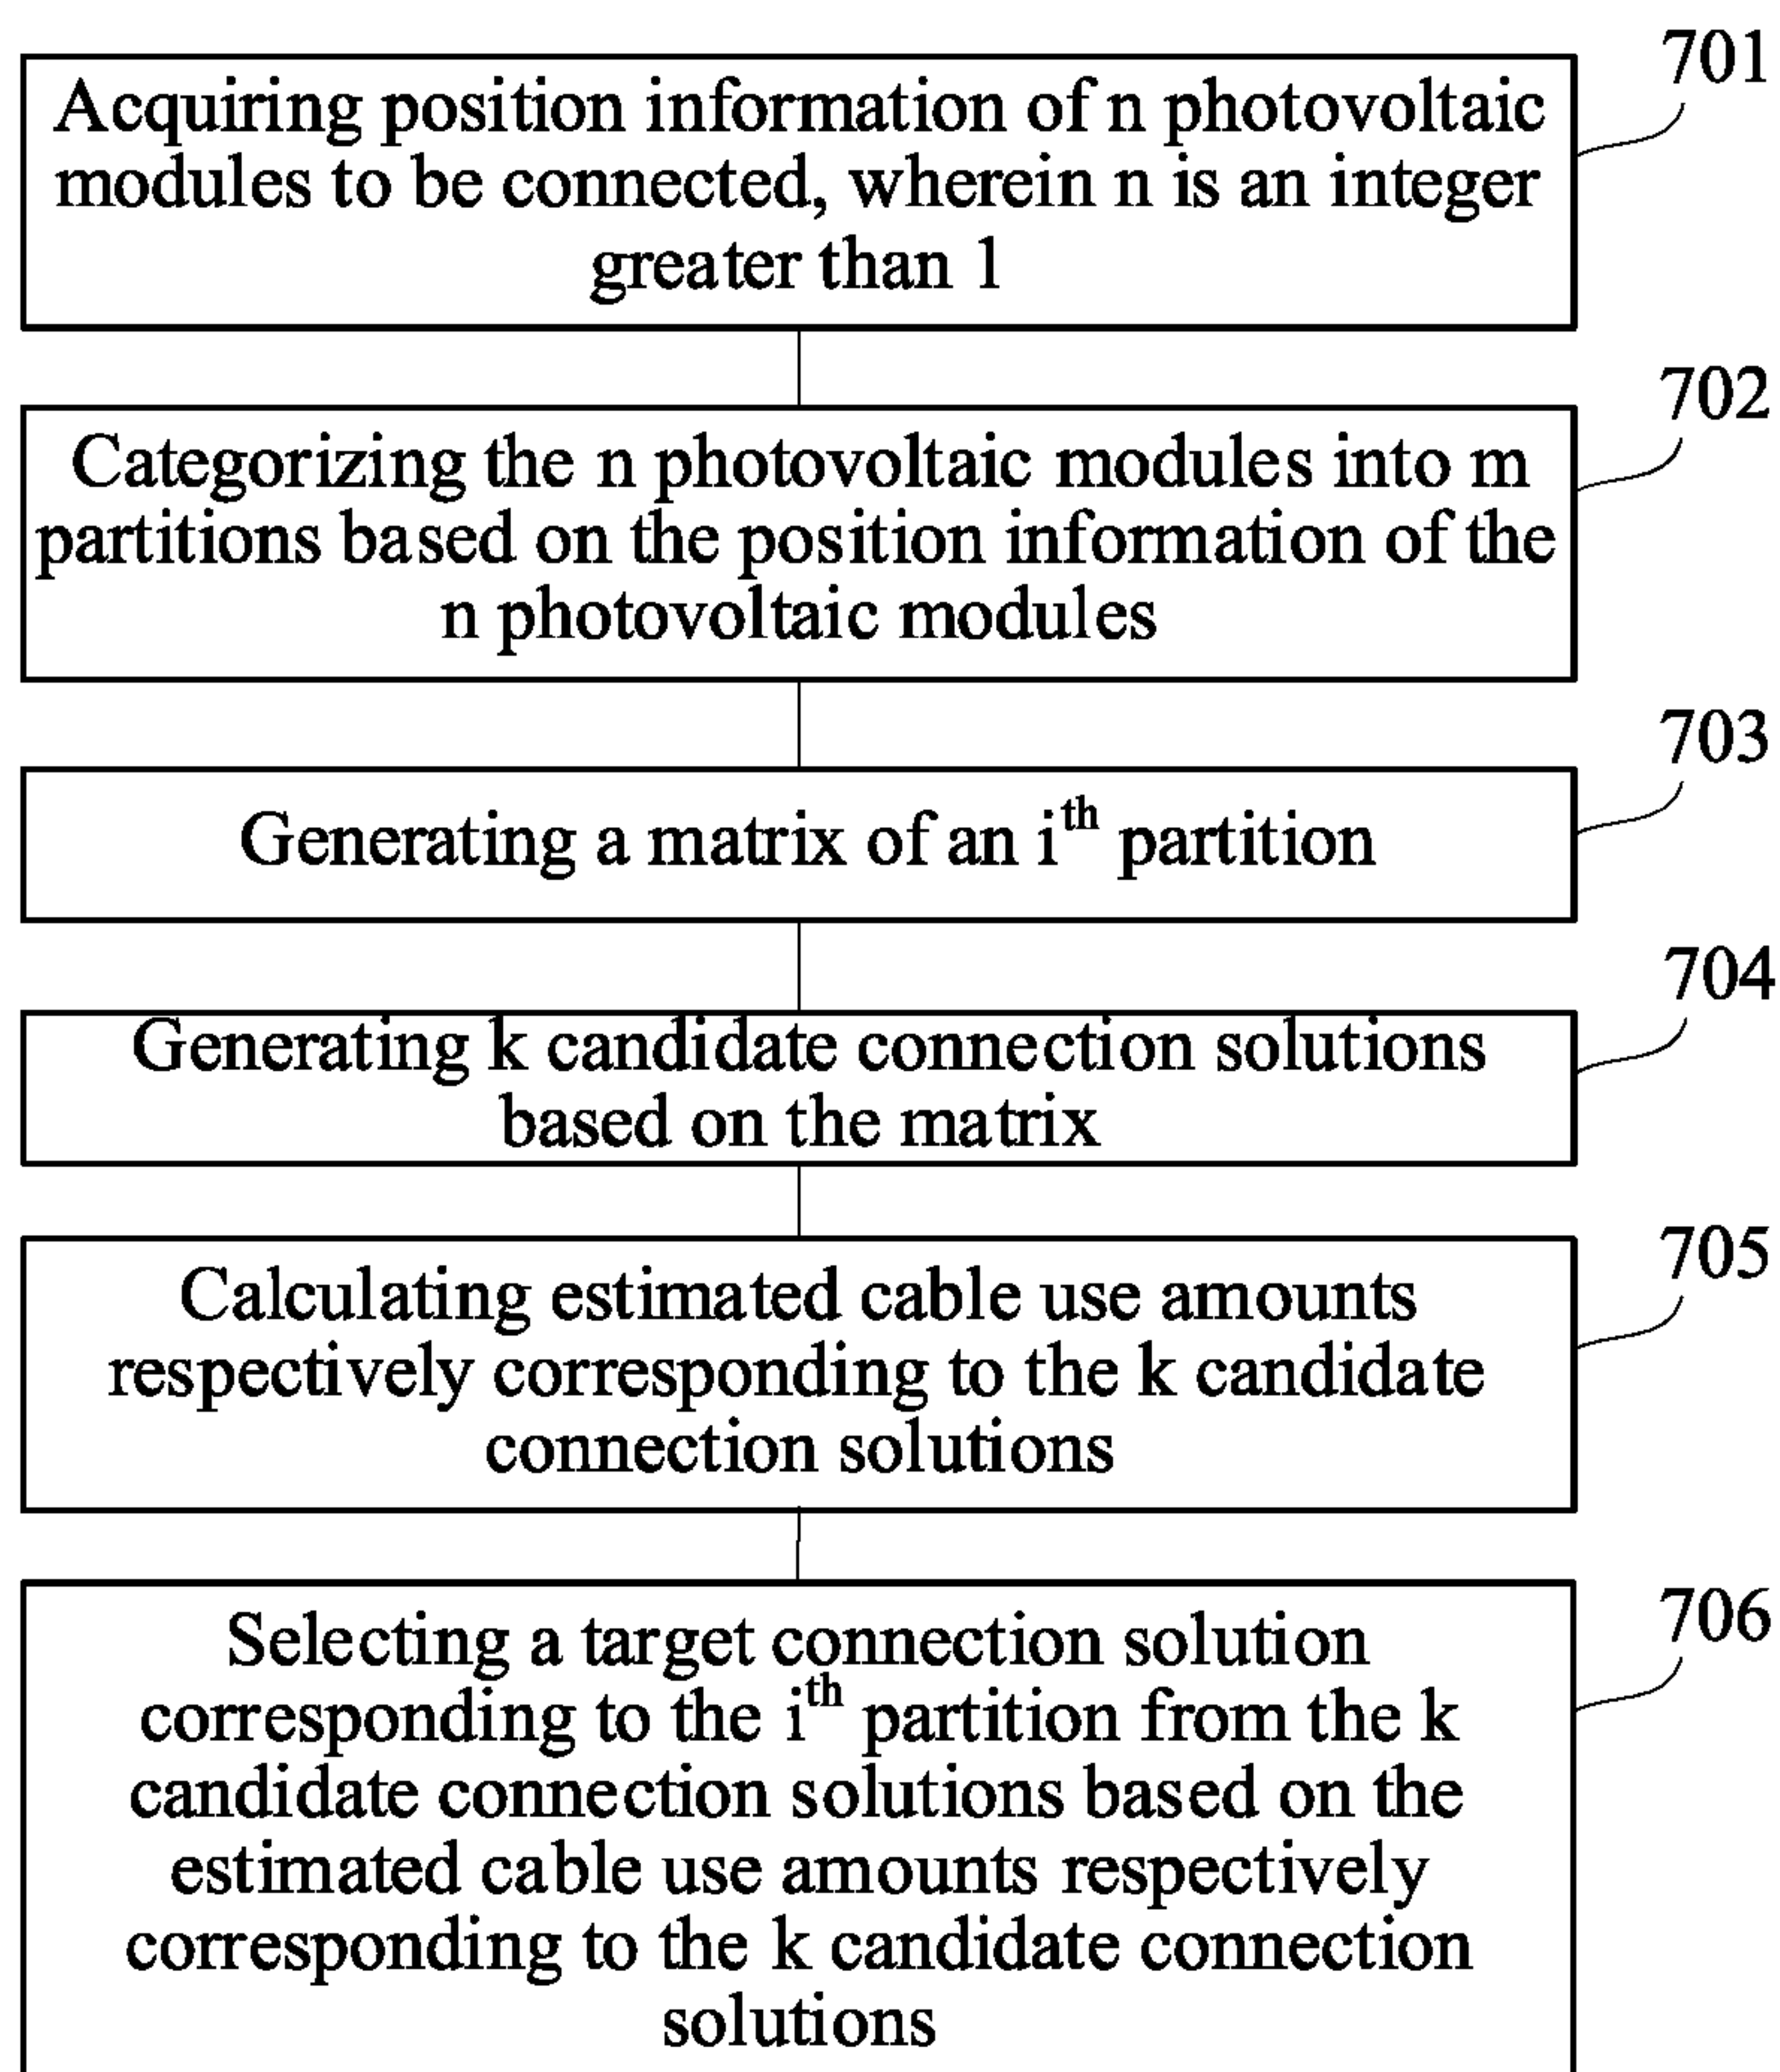 701
Acquiring position information of n photovoltaic
modules to be connected, wherein n is an integer
greater than 1
702
Categorizing the n photovoltaic modules into m
partitions based on the position information of the
n photovoltaic modules
703
Generating a matrix of an i^th partition
704
Generating k candidate connection solutions
based on the matrix
705
Calculating estimated cable use amounts
respectively corresponding to the k candidate
connection solutions
706
Selecting a target connection solution
corresponding to the i^th partition from the k
candidate connection solutions based on the
estimated cable use amounts respectively
corresponding to the k candidate connection
solutions